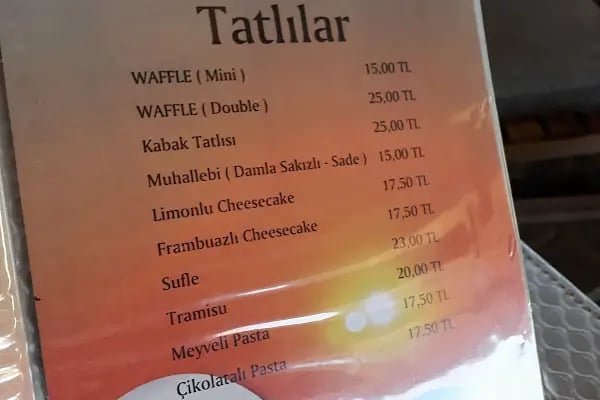 Tatlılar
WAFFLE ( Mini ) 15,00 TL
WAFFLE ( Double ) 25,00 TL
Kabak Tatlısı 25,00 TL
Muhallebi ( Damla Sakızlı - Sade ) 15,00 TL
Limonlu Cheesecake 17,50 TL
Frambuazlı Cheesecake 17,50 TL
Sufle 23,00 TL
Tramisu 20,00 TL
Meyveli Pasta 17,50 TL
Çikolatalı Pasta 17,50 TL